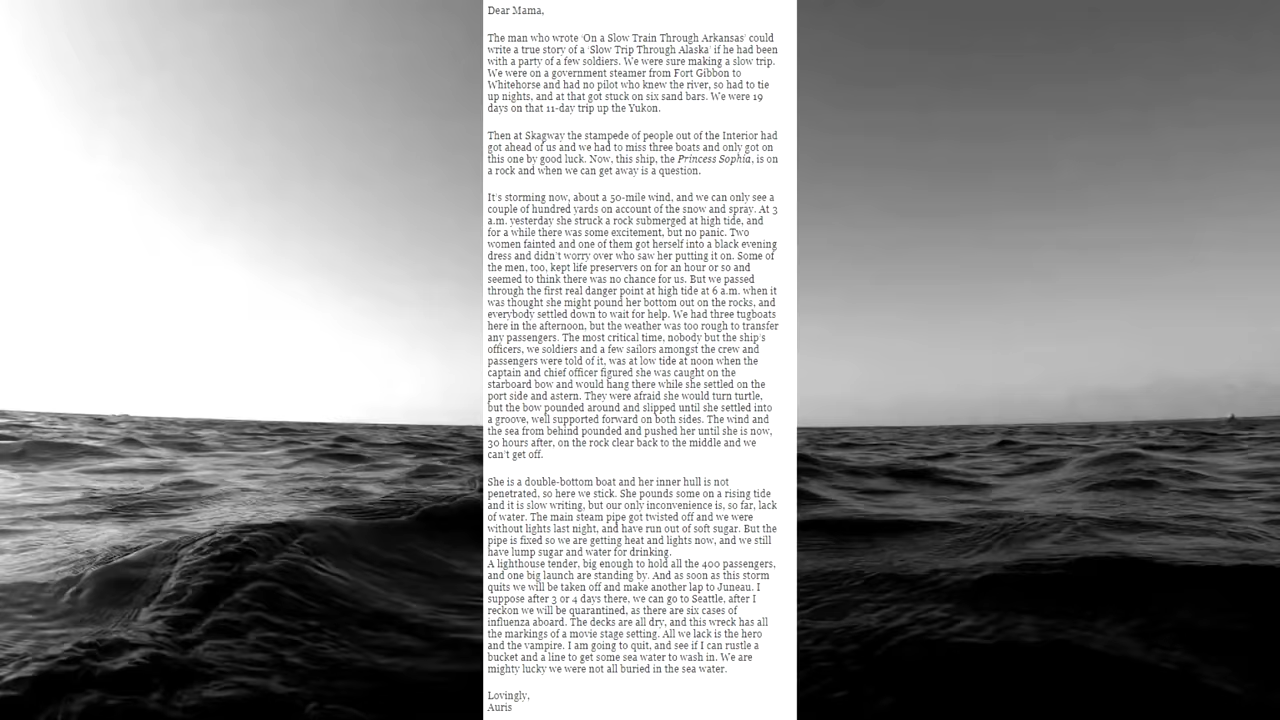 Dear Mama,
The man who wrote 'On a Slow Train Through Arkansas' could
write a true story of a 'Slow Trip Through Alaska' if he had been
with a party of a few soldiers. We were sure making a slow trip.
We were on a government steamer from Fort Gibbon to
Whitehorse and had no pilot who knew the river, so had to tie
up nights, and at that got stuck on six sand bars. We were 19
days on that 11-day trip up the Yukon.
Then at Skagway the stampede of people out of the Interior had
got ahead of us and we had to miss three boats and only got on
this one by good luck. Now, this ship, the Princess Sophia, is on
a rock and when we can get away is a question.
It's storming now, about a 50-mile wind, and we can only see a
couple of hundred yards on account of the snow and spray. At 3
a.m. yesterday she struck a rock submerged at high tide, and
for a while there was some excitement, but no panic. Two
women fainted and one of them got herself into a black evening
dress and didn't worry over who saw her putting it on. Some of
the men, too, kept life preservers on for an hour or so and
seemed to think there was no chance for us. But we passed
through the first real danger point at high tide at 6 a.m. when it
was thought she might pound her bottom out on the rocks, and
everybody settled down to wait for help. We had three tugboats
here in the afternoon, but the weather was too rough to transfer
any passengers. The most critical time, nobody but the ship's
officers, we soldiers and a few sailors amongst the crew and
passengers were told of it, was at low tide at noon when the
captain and chief officer figured she was caught on the
starboard bow and would hang there while she settled on the
port side and astern. They were afraid she would turn turtle,
but the bow pounded around and slipped until she settled into
a groove, well supported forward on both sides. The wind and
the sea from behind pounded and pushed her until she is now,
30 hours after, on the rock clear back to the middle and we
can't get off.
She is a double-bottom boat and her inner hull is not
penetrated, so here we stick. She pounds some on a rising tide
and it is slow writing, but our only inconvenience is, so far, lack
of water. The main steam pipe got twisted off and we were
without lights last night, and have run out of soft sugar. But the
pipe is fixed so we are getting heat and lights now, and we still
have lump sugar and water for drinking.
A lighthouse tender, big enough to hold all the 400 passengers,
and one big launch are standing by. And as soon as this storm
quits we will be taken off and make another lap to Juneau. I
suppose after 3 or 4 days there, we can go to Seattle, after I
reckon we will be quarantined, as there are six cases of
influenza aboard. The decks are all dry, and this wreck has all
the markings of a movie stage setting. All we lack is the hero
and the vampire. I am going to quit, and see if I can rustle a
bucket and a line to get some sea water to wash in. We are
mighty lucky we were not all buried in the sea water.
Lovingly,
Auris